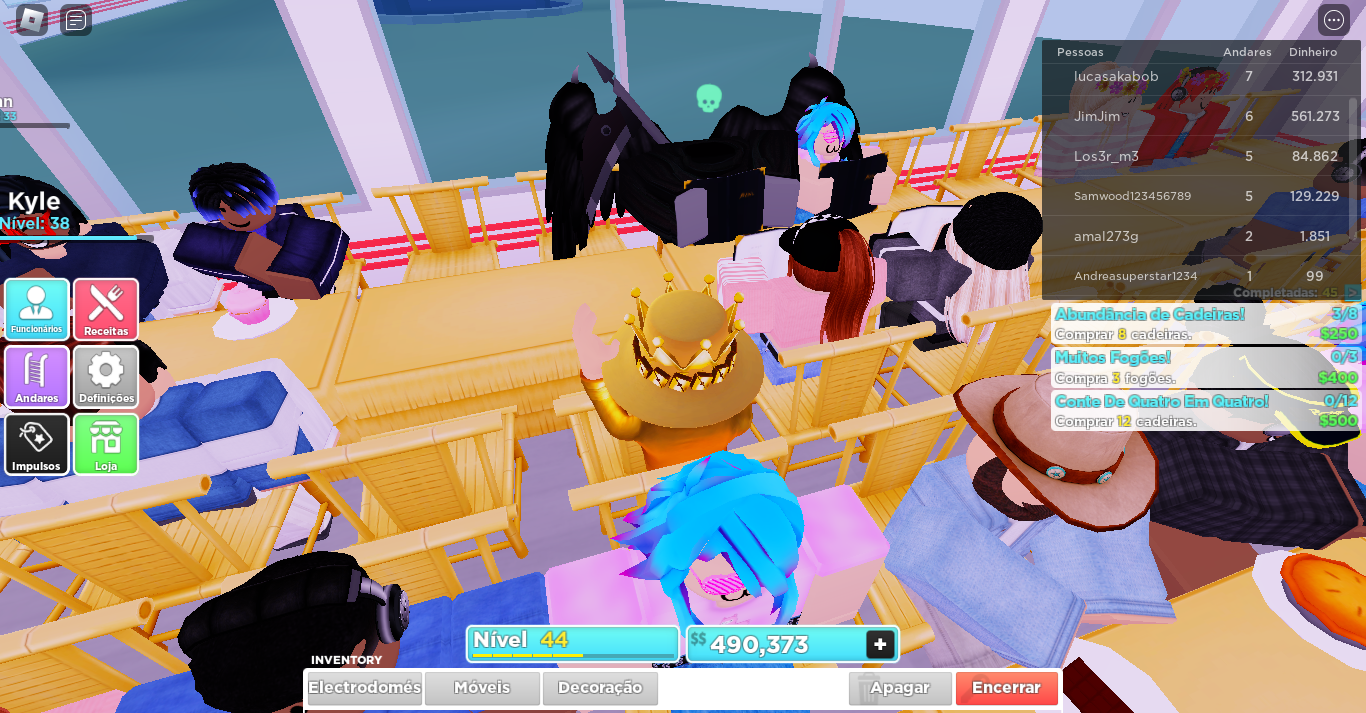 Pessoas Andares Dinheiro
lucasakabob 7 312.931
JimJim 6 561.273
Los3r_m3 5 84.862
Samwood123456789 5 129.229
amal273g 2 1.851
Andreasuperstar1234 1 99
Completadas: 45
Abundância de Cadeiras! 3/8
Comprar 8 cadeiras. $250
Muitos Fogões! 0/3
Compra 3 fogões. $400
Conte De Quatro Em Quatro! 0/12
Comprar 12 cadeiras. $500
nn
33
Kyle
Nível: 38
Funcionários
Receitas
Andares
Definições
Impulsos
Loja
Nível 44
$$ 490,373 +
INVENTORY
Electrodomés
Móveis
Decoração
Apagar
Encerrar